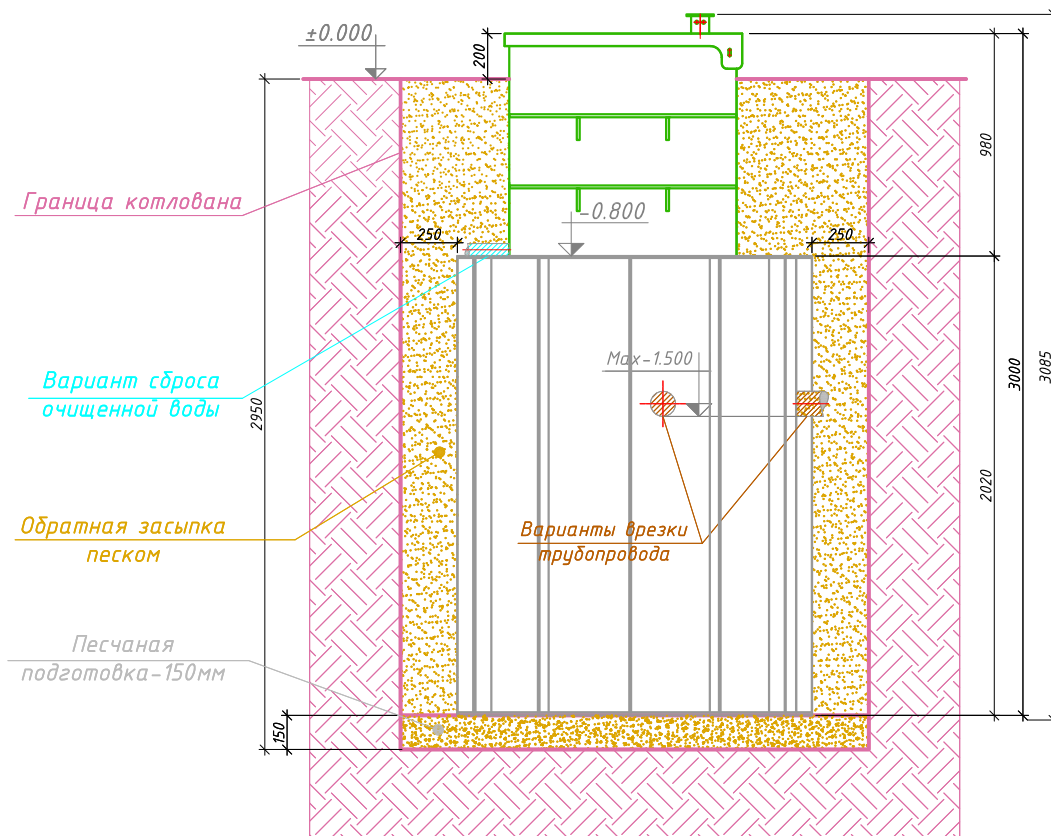 ±0.000
200
980
Граница котлована
-0.800
250
250
Max-1.500
3085
3000
Вариант сброса
очищенной воды
2950
2020
Обратная засыпка
песком
Варианты врезки
трубопровода
Песчаная
подготовка-150мм
150